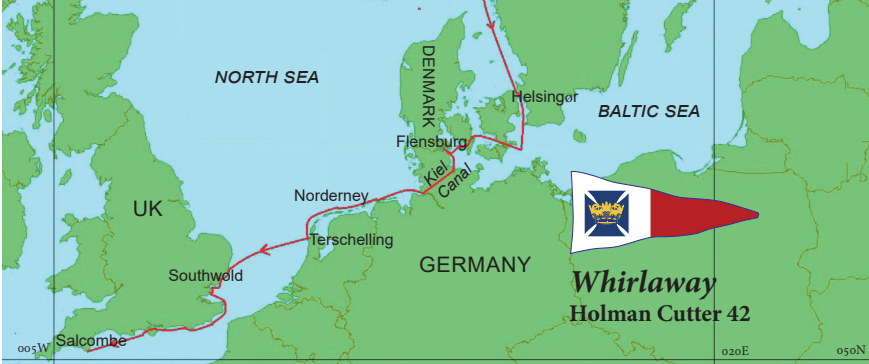 NORTH SEA
DENMARK
Helsingør
BALTIC SEA
Flensburg
Kiel
Canal
Norderney
UK
Terschelling
GERMANY
Southwold
Whirlaway
Holman Cutter 42
Salcombe
005W
020E
050N